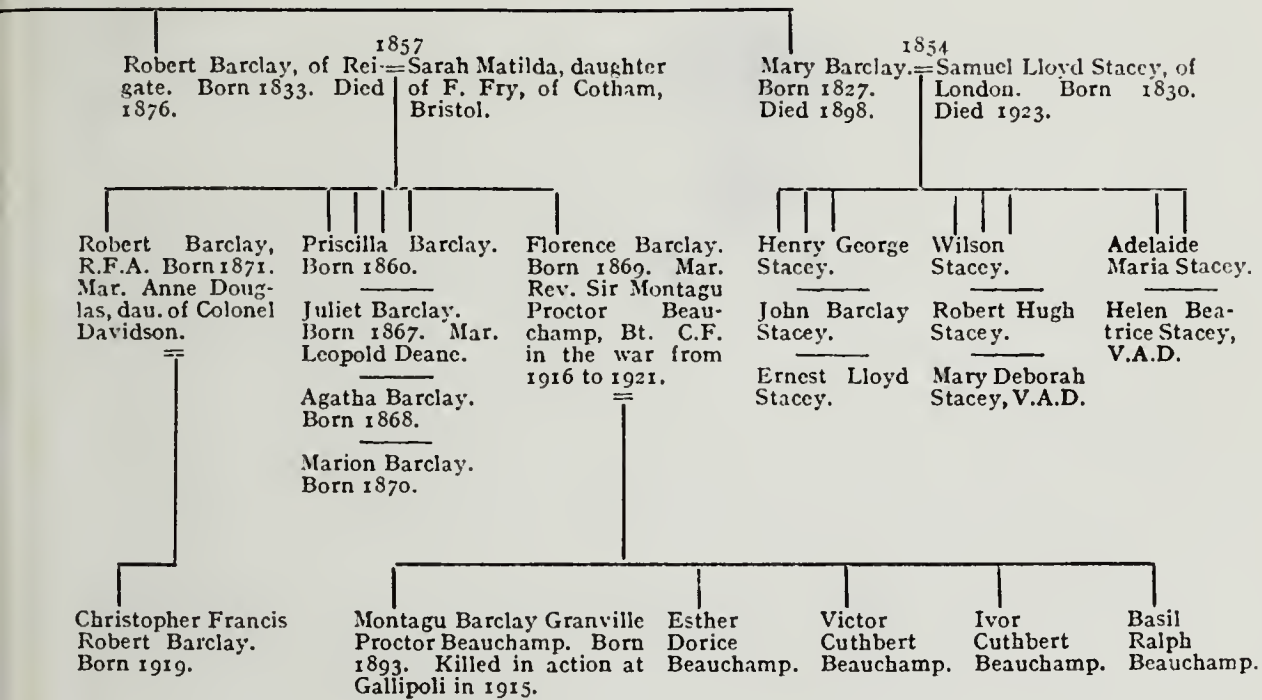 1857
Robert Barclay, of Rei-=Sarah Matilda, daughter
gate. Born 1833. Died of F. Fry, of Cotham,
1876. Bristol.
1854
Mary Barclay.=Samuel Lloyd Stacey, of
Born 1827. London. Born 1830.
Died 1898. Died 1923.
Robert Barclay,
R.F.A. Born 1871.
Mar. Anne Doug-
las, dau. of Colonel
Davidson.
=
Priscilla Barclay.
Born 1860.
Juliet Barclay.
Born 1867. Mar.
Leopold Deane.
Agatha Barclay.
Born 1868.
Marion Barclay.
Born 1870.
Florence Barclay.
Born 1869. Mar.
Rev. Sir Montagu
Proctor Beau-
champ, Bt. C.F.
in the war from
1916 to 1921.
=
Henry George
Stacey.
John Barclay
Stacey.
Ernest Lloyd
Stacey.
Wilson
Stacey.
Robert Hugh
Stacey.
Mary Deborah
Stacey, V.A.D.
Adelaide
Maria Stacey.
Helen Bea-
trice Stacey,
V.A.D.
Christopher Francis
Robert Barclay.
Born 1919.
Montagu Barclay Granville
Proctor Beauchamp. Born
1893. Killed in action at
Gallipoli in 1915.
Esther
Dorice
Beauchamp.
Victor
Cuthbert
Beauchamp.
Ivor
Cuthbert
Beauchamp.
Basil
Ralph
Beauchamp.